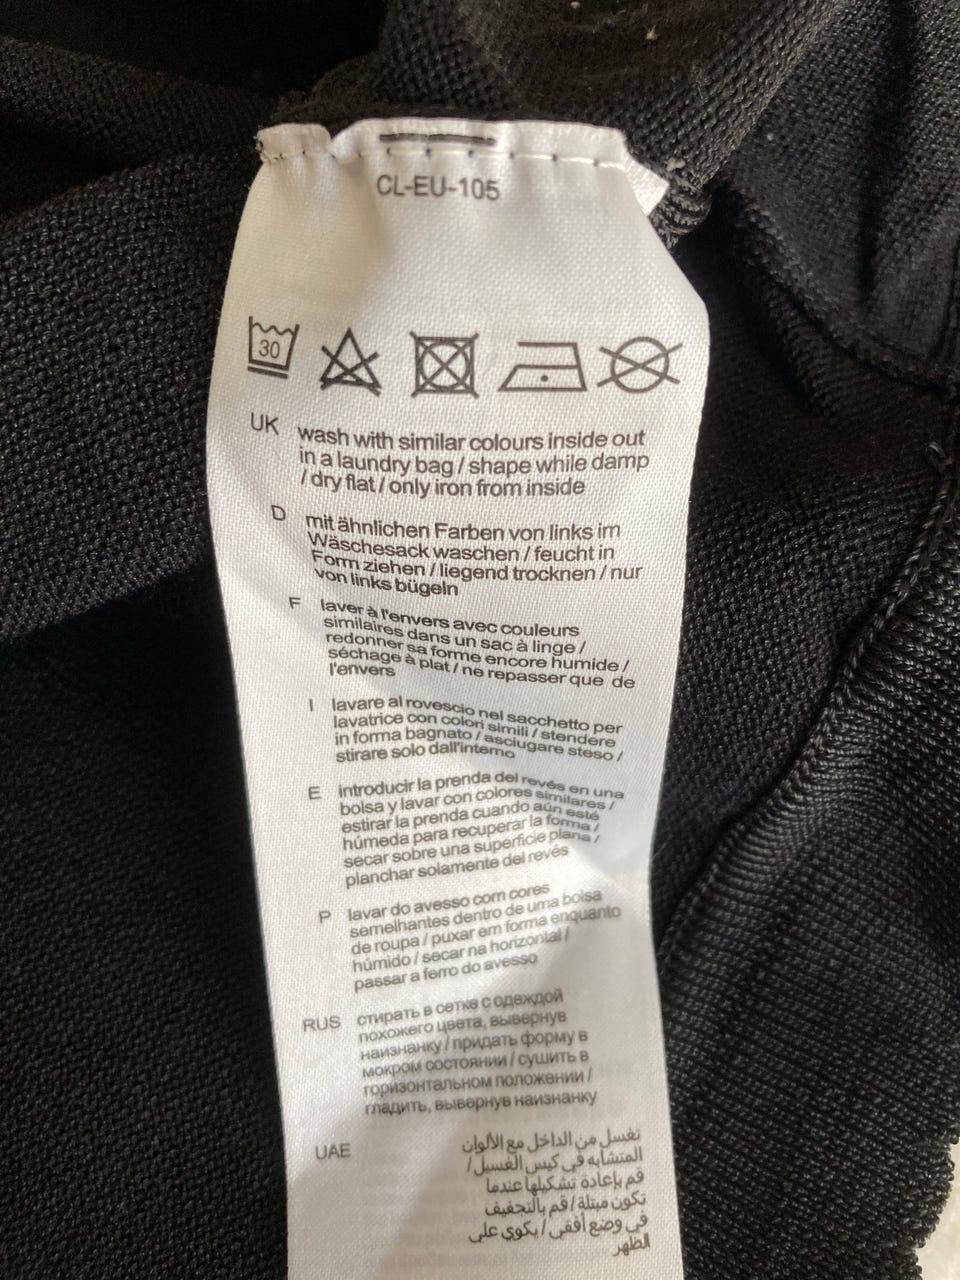 CL-EU-105
30
UK wash with similar colours inside out
in a laundry bag / shape while damp
/ dry flat / only iron from inside
D mit ähnlichen Farben von links im
Wäschesack waschen / feucht in
Form ziehen / liegend trocknen / nur
von links bügeln
F laver à l'envers avec couleurs
similaires dans un sac à linge /
redonner sa forme encore humide /
séchage à plat / ne repasser que de
l'envers
I lavare al rovescio nel sacchetto per
lavatrice con colori simili / stendere
in forma bagnato / asciugare steso /
stirare solo dall'interno
E introducir la prenda del revés en una
bolsa y lavar con colores similares /
estirar la prenda cuando aún esté
húmeda para recuperar la forma /
secar sobre una superficie plana /
planchar solamente del revés
P lavar do avesso com cores
semelhantes dentro de uma bolsa
de roupa / puxar em forma enquanto
húmido / secar na horizontal /
passar a ferro do avesso
RUS стирать в сетке с одеждой
похожего цвета, вывернув
наизнанку / придать форму в
мокром состоянии / сушить в
горизонтальном положении /
гладить, вывернув наизнанку
UAE تغسل من الداخل مع الألوان
المتشابه في كيس الغسيل/
قم بإعادة تشكيلها عندما
تكون مبتلة/ قم بالتجفيف
في وضع أفقي/ يكوي على
الظهر